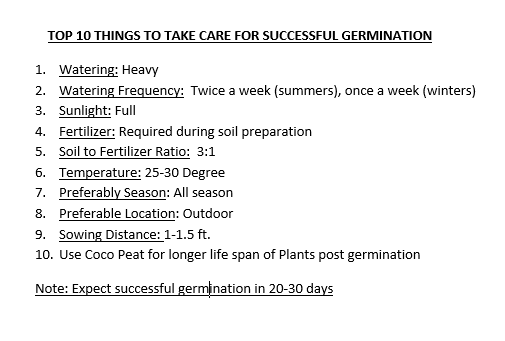 TOP 10 THINGS TO TAKE CARE FOR SUCCESSFUL GERMINATION
1. Watering: Heavy
2. Watering Frequency: Twice a week (summers), once a week (winters)
3. Sunlight: Full
4. Fertilizer: Required during soil preparation
5. Soil to Fertilizer Ratio: 3:1
6. Temperature: 25-30 Degree
7. Preferably Season: All season
8. Preferable Location: Outdoor
9. Sowing Distance: 1-1.5 ft.
10. Use Coco Peat for longer life span of Plants post germination
Note: Expect successful germination in 20-30 days